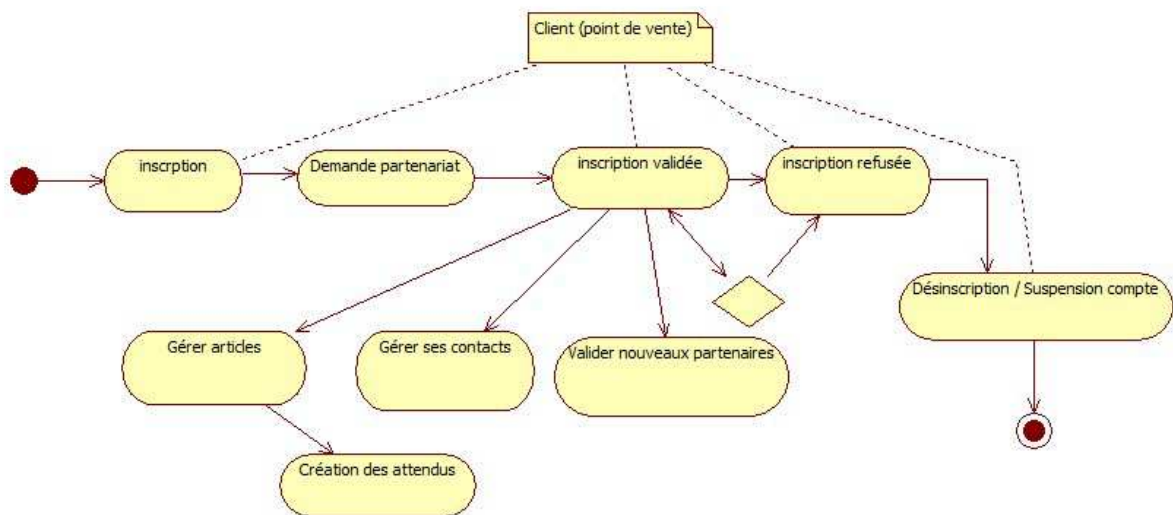 Client (point de vente)
inscrption
Demande partenariat
inscription validée
inscription refusée
Désinscription / Suspension compte
Gérer articles
Gérer ses contacts
Valider nouveaux partenaires
Création des attendus